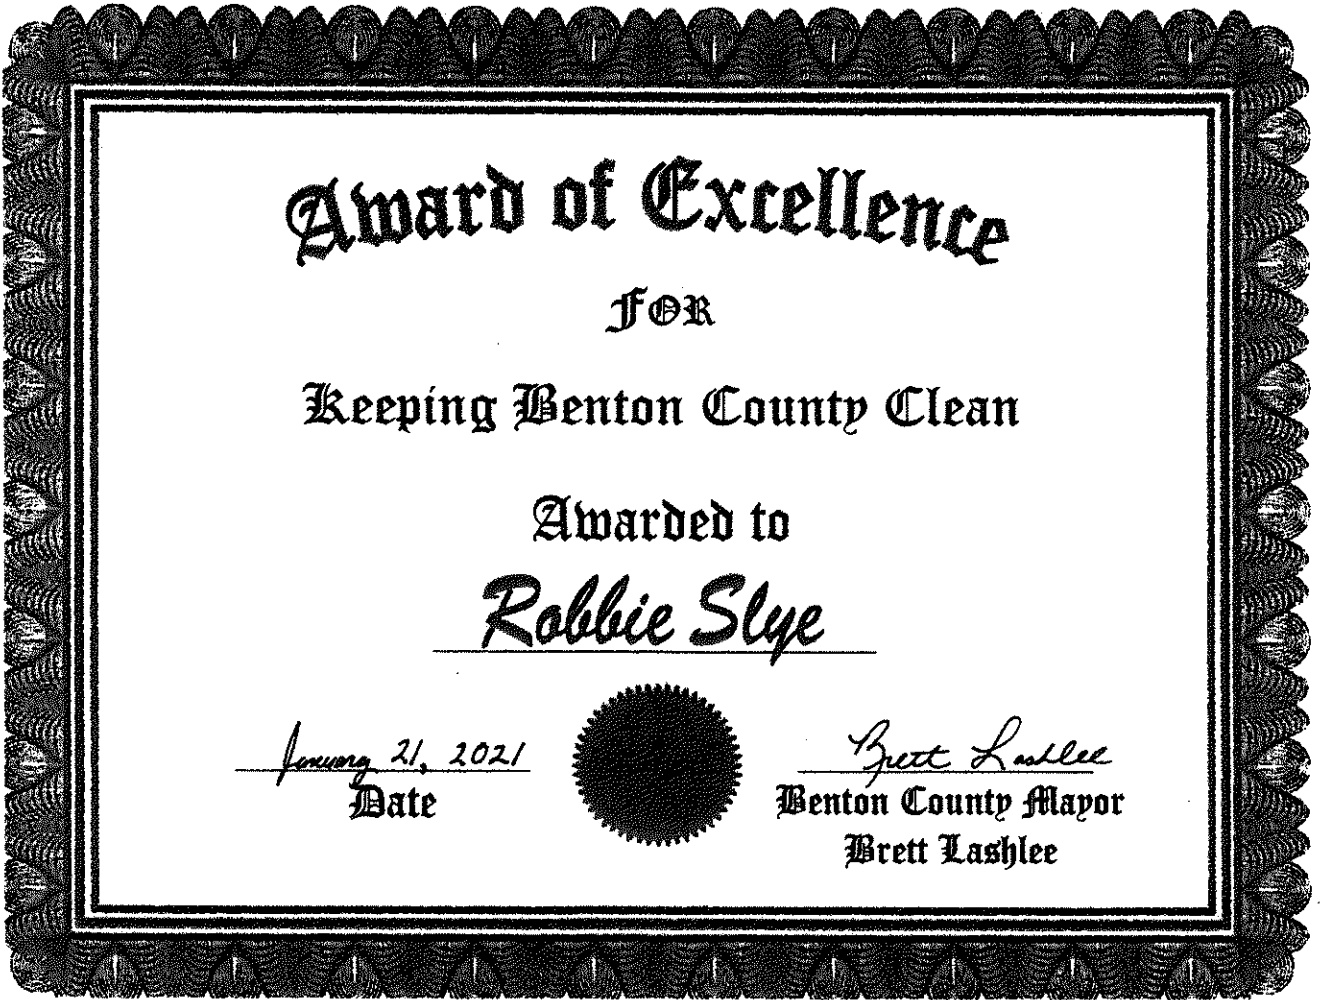 Award of Excellence
FOR
Keeping Benton County Clean
Awarded to
Robbie Slye
January 21, 2021
Date
Brett Lashlee
Benton County Mayor
Brett Lashlee